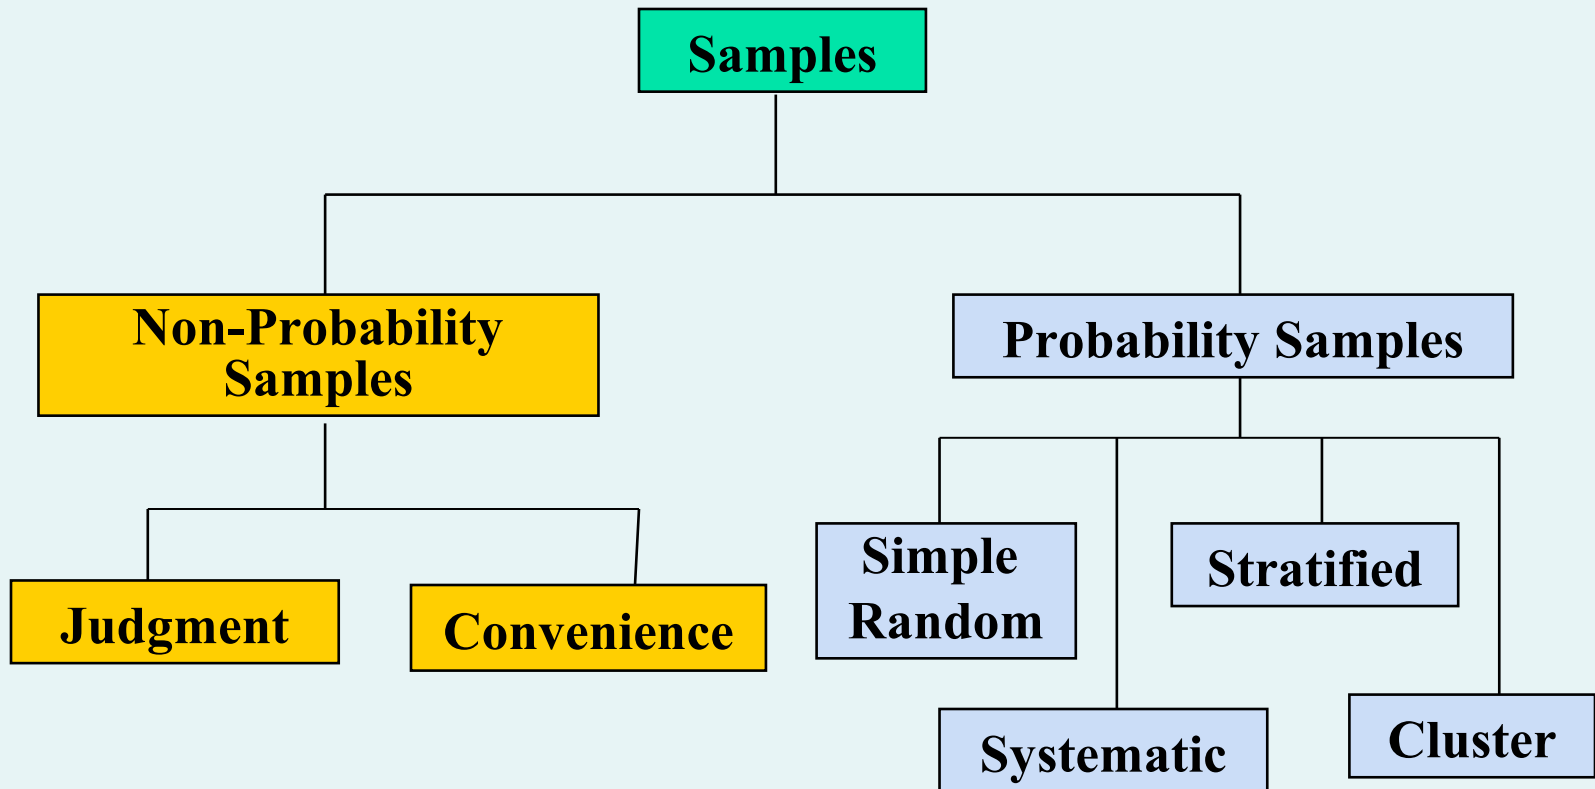 Samples
Non-Probability
Samples
Probability Samples
Judgment
Convenience
Simple
Random
Stratified
Systematic
Cluster